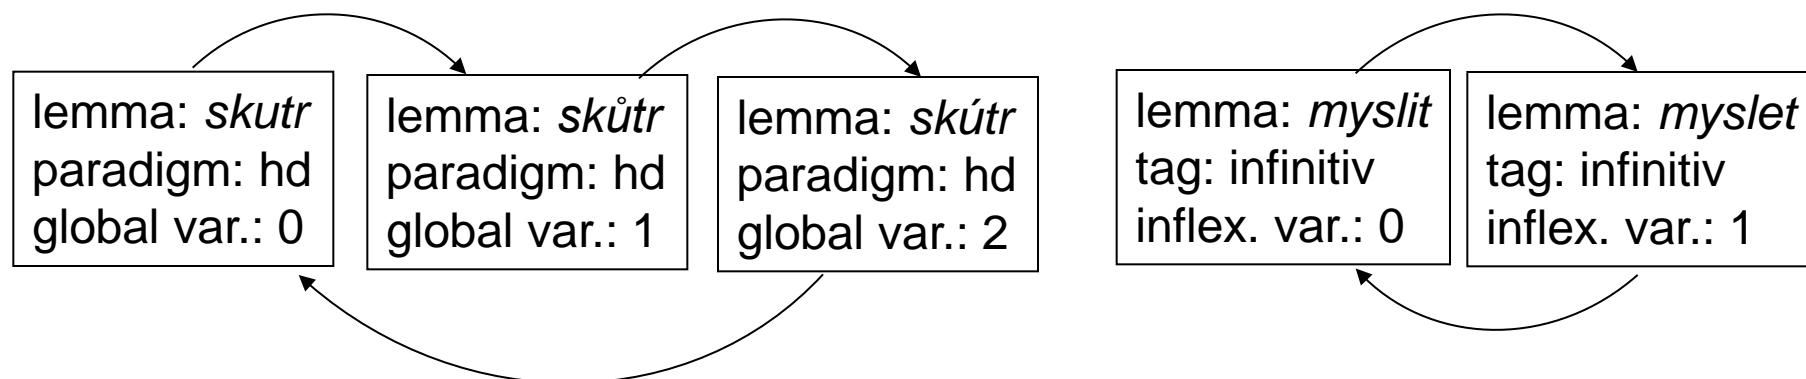 lemma: skutr
paradigm: hd
global var.: 0
lemma: skůtr
paradigm: hd
global var.: 1
lemma: skútr
paradigm: hd
global var.: 2
lemma: myslit
tag: infinitiv
inflex. var.: 0
lemma: myslet
tag: infinitiv
inflex. var.: 1